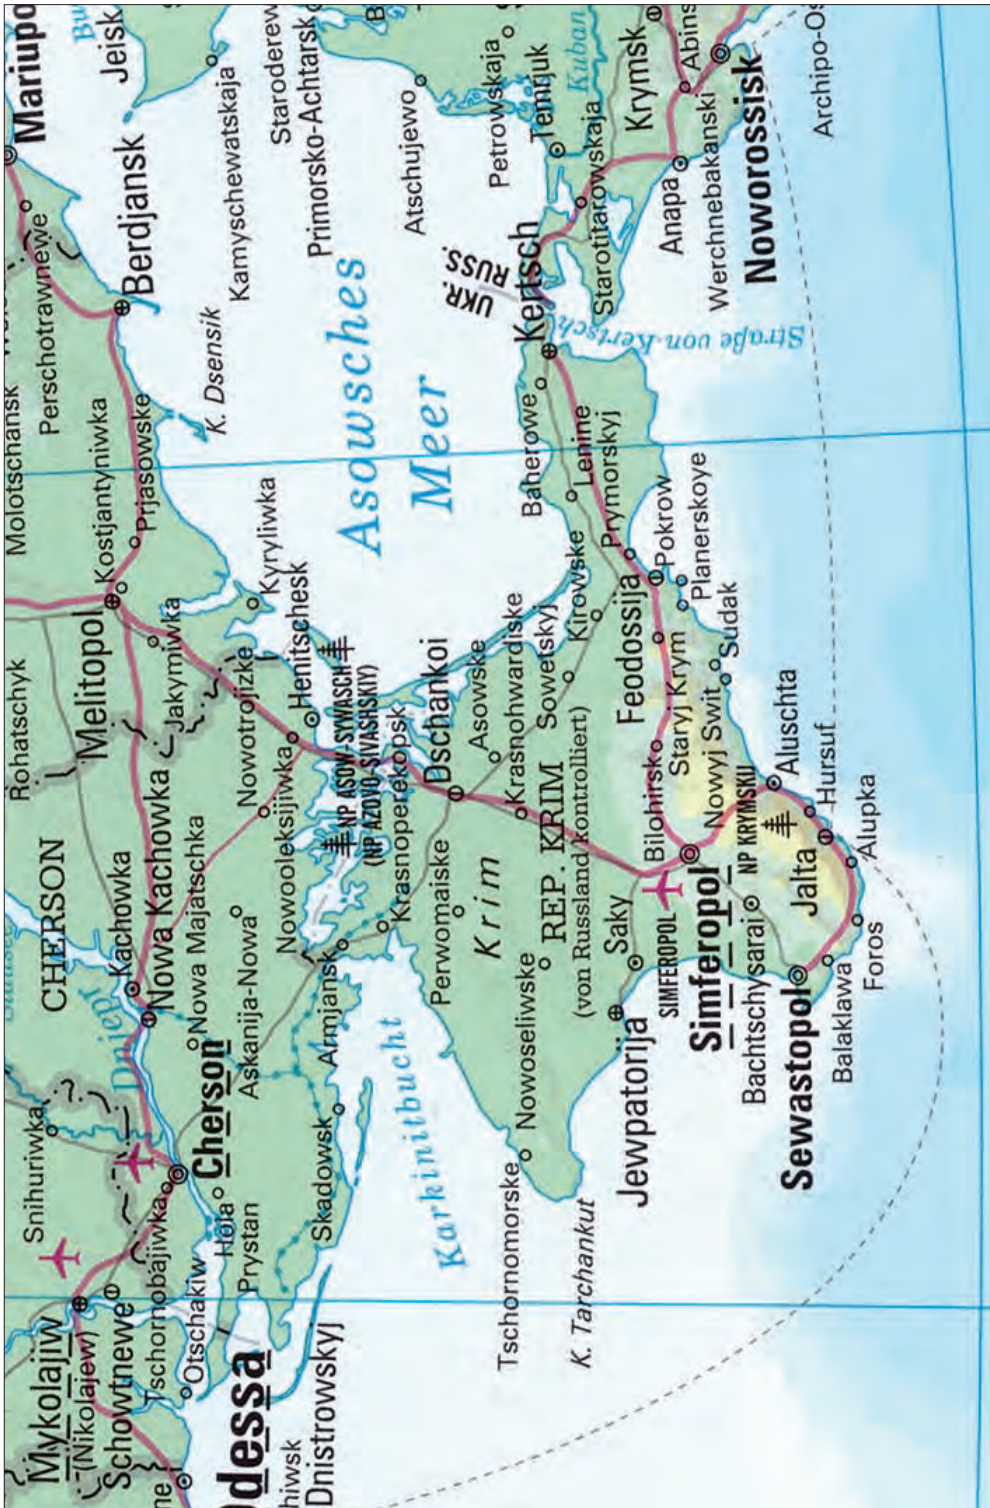 Mariupo
Jeisk
Perschotrawnewe
Berdjansk
Kamyschewatskaja
Staroderew
Primorsko-Achtarsk
Atschujewo
Petrowskaja
Temrjuk
Kuban
Krymsk
Abins
Noworossisk
Archipo-Os
Anapa
Werchnebakanski
Starotitarowskaja
UKR.
RUSS.
Kertsch
Straße von Kertsch
Asowsches
Meer
K. Dsensik
Molotschansk
Kostjantyniwka
Prjasowske
Melitopol
Jakymiwka
Kyryliwka
Henitschesk
Nowotrojizke
Nowooleksijiwka
NP ASOW-SYWASCH
(NP AZOVO-SIVASHSKIY)
Rohatschyk
CHERSON
Kachowka
Nowa Kachowka
Nowa Majatschka
Askanija-Nowa
Dnjepr
Snihuriwka
Cherson
Tschornobajiwka
Hola
Prystan
Skadowsk
Armjansk
Krasnoperekopsk
Karkinitbucht
Mykolajiw
(Nikolajew)
Schowtnewe
Otschakiw
Odessa
hiwsk
Dnistrowskyj
ne
Dschankoi
Asowske
Krasnohwardiske
Perwomaiske
Krim
REP. KRIM
(von Russland kontrolliert)
Sowetskyj
Kirowske
Baherowe
Lenine
Prymorskyj
Feodossija
Pokrow
Planerskoye
Staryj Krym
Sudak
Nowyj Swit
Bilohirsk
NP KRYMSKIJ
Aluschta
Hursuf
Jalta
Alupka
Foros
Saky
SIMFEROPOL
Simferopol
Bachtschysarai
Sewastopol
Balaklawa
Jewpatorija
Nowoseliwske
Tschornomorske
K. Tarchankut